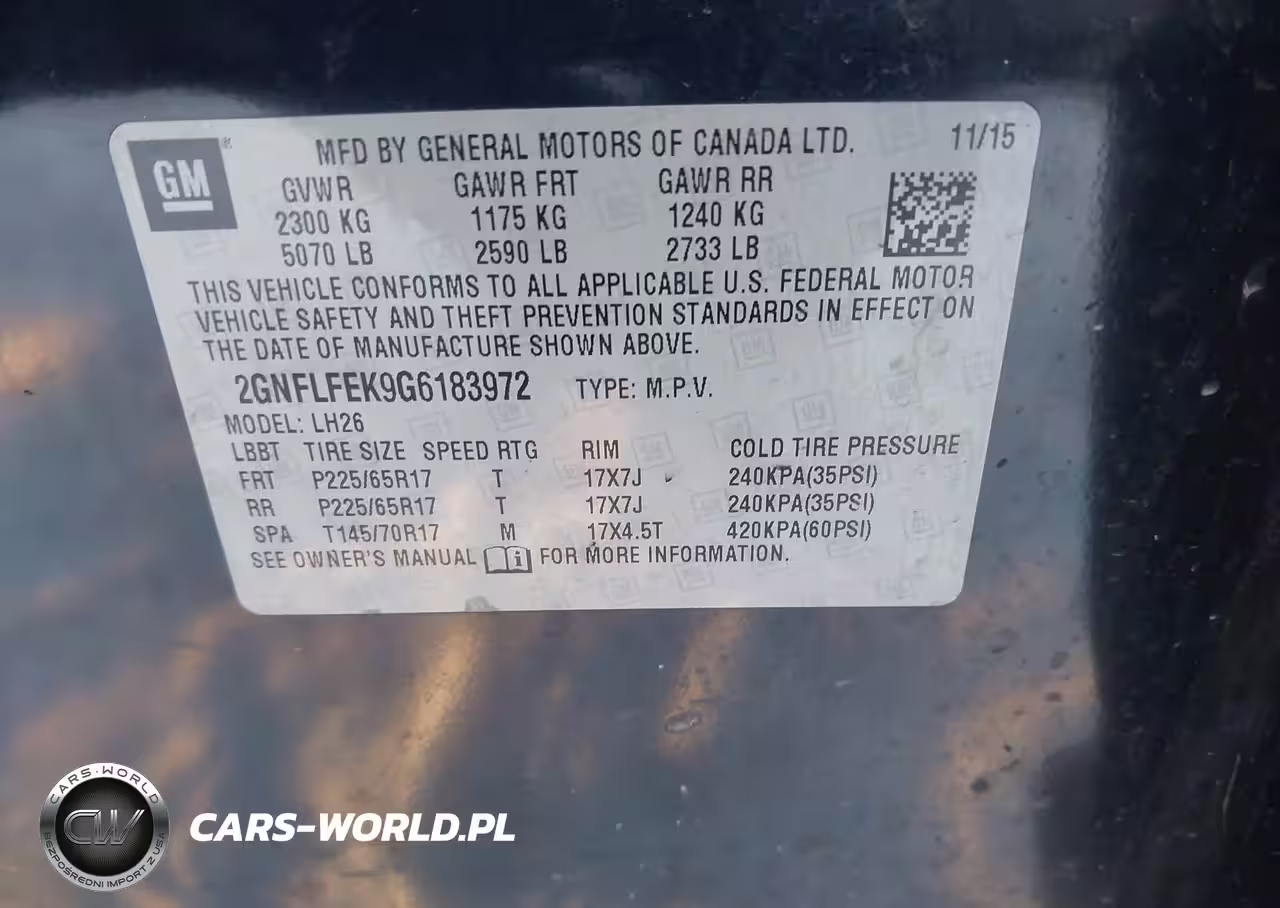 GM®
MFD BY GENERAL MOTORS OF CANADA LTD. 11/15
GVWR GAWR FRT GAWR RR
2300 KG 1175 KG 1240 KG
5070 LB 2590 LB 2733 LB
THIS VEHICLE CONFORMS TO ALL APPLICABLE U.S. FEDERAL MOTOR
VEHICLE SAFETY AND THEFT PREVENTION STANDARDS IN EFFECT ON
THE DATE OF MANUFACTURE SHOWN ABOVE.
2GNFLFEK9G6183972 TYPE: M.P.V.
MODEL: LH26
LBBT TIRE SIZE SPEED RTG RIM COLD TIRE PRESSURE
FRT P225/65R17 T 17X7J 240KPA(35PSI)
RR P225/65R17 T 17X7J 240KPA(35PSI)
SPA T145/70R17 M 17X4.5T 420KPA(60PSI)
SEE OWNER'S MANUAL i FOR MORE INFORMATION.
CARS-WORLD
CW
BEZPOŚREDNI IMPORT Z USA
CARS-WORLD.PL